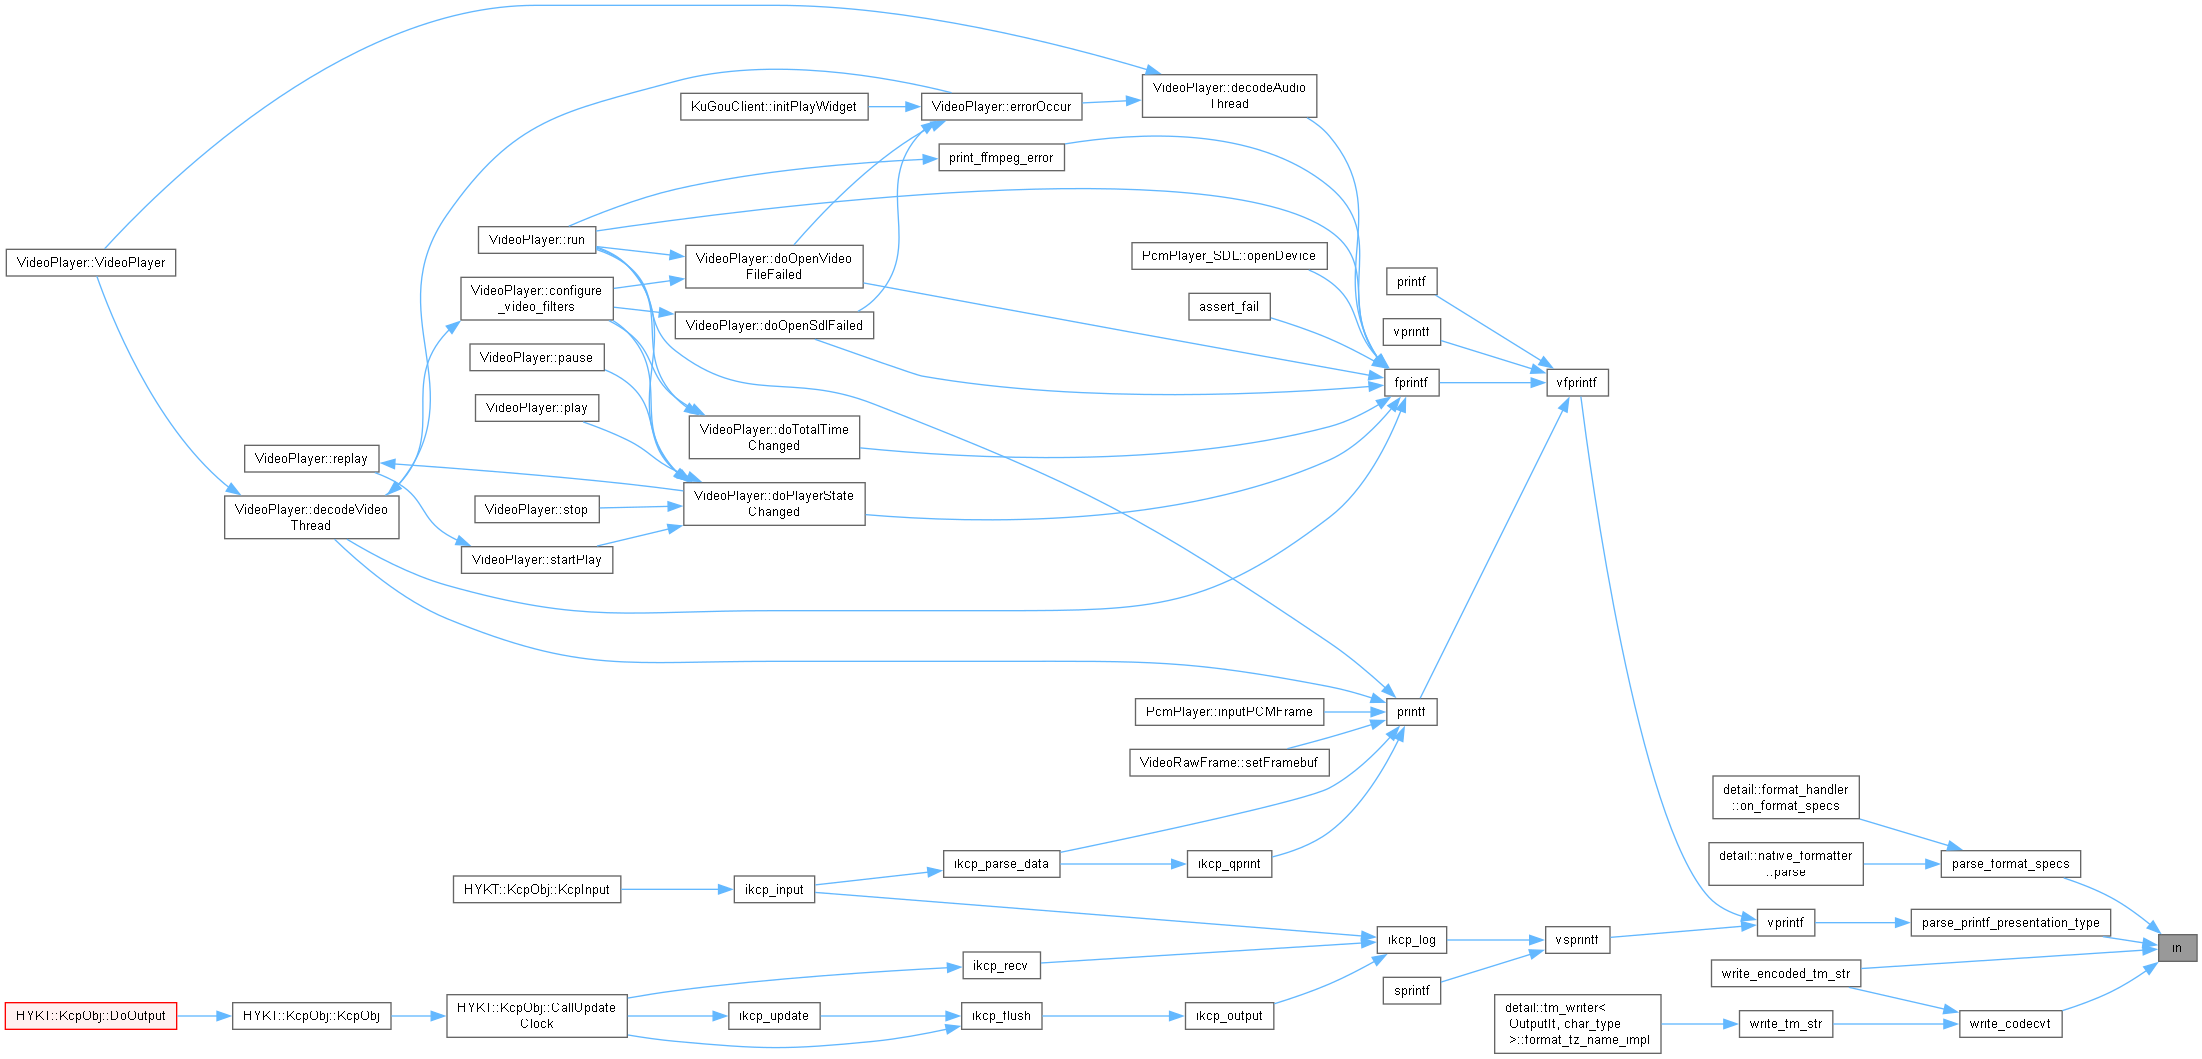 VideoPlayer::decodeAudio
Thread
KuGouClient::initPlayWidget
VideoPlayer::errorOccur
print_ffmpeg_error
VideoPlayer::run
VideoPlayer::VideoPlayer
VideoPlayer::doOpenVideo
FileFailed
PcmPlayer_SDL::openDevice
printf
VideoPlayer::configure
_video_filters
assert_fail
VideoPlayer::doOpenSdlFailed
vprintf
VideoPlayer::pause
fprintf
vfprintf
VideoPlayer::play
VideoPlayer::doTotalTime
Changed
VideoPlayer::replay
VideoPlayer::doPlayerState
Changed
VideoPlayer::decodeVideo
Thread
VideoPlayer::stop
VideoPlayer::startPlay
PcmPlayer::inputPCMFrame
printf
VideoRawFrame::setFramebuf
detail::format_handler
::on_format_specs
ikcp_parse_data
ikcp_qprint
detail::native_formatter
::parse
parse_format_specs
HYKT::KcpObj::KcpInput
ikcp_input
vprintf
parse_printf_presentation_type
ikcp_log
vsprintf
in
ikcp_recv
write_encoded_tm_str
sprintf
HYKT::KcpObj::DoOutput
HYKT::KcpObj::KcpObj
HYKT::KcpObj::CallUpdate
Clock
ikcp_update
ikcp_flush
ikcp_output
detail::tm_writer<
OutputIt, char_type
>::format_tz_name_impl
write_tm_str
write_codecvt